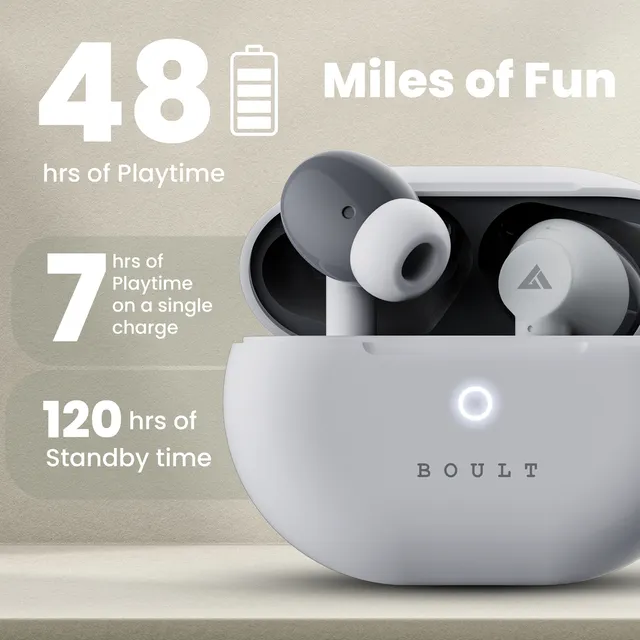 48
hrs of Playtime
Miles of Fun
7
hrs of
Playtime
on a single
charge
120 hrs of
Standby time
BOULT